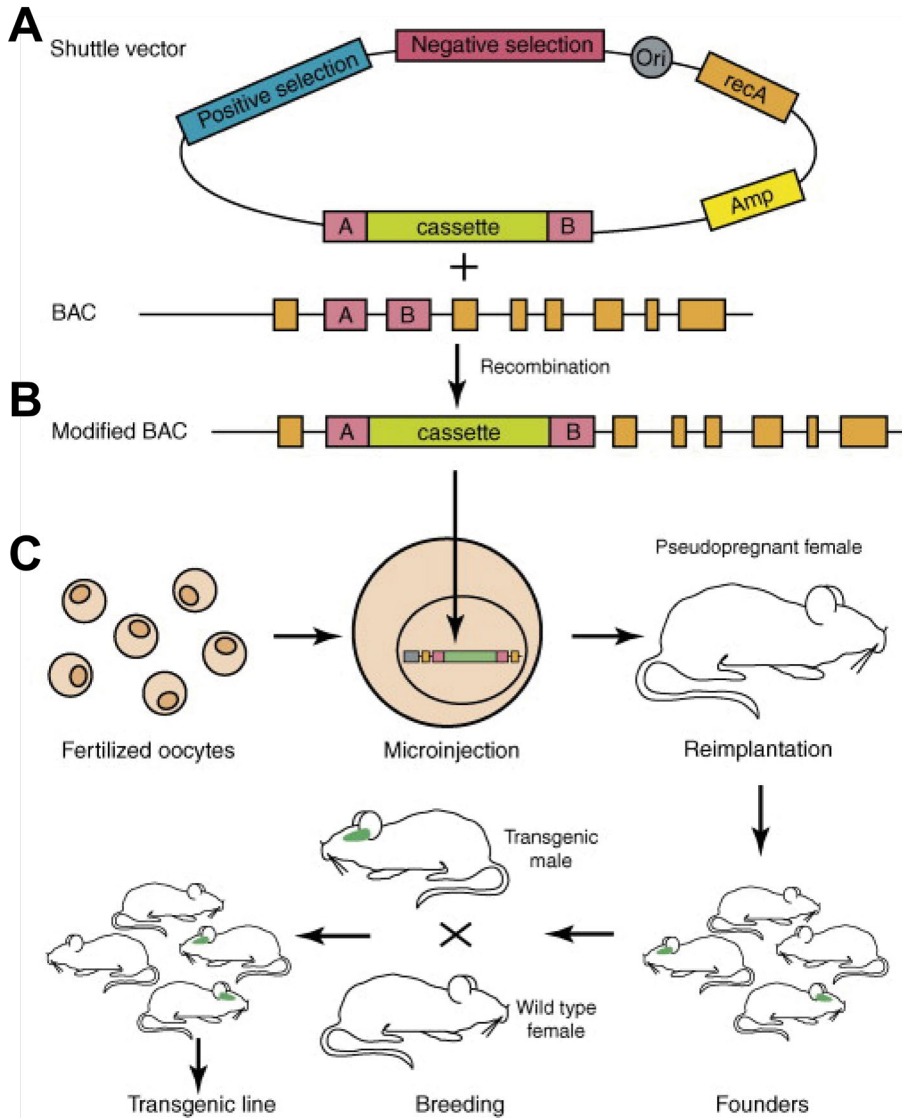 A
Shuttle vector
Positive selection
Negative selection
Ori
recA
Amp
A
cassette
B
+
BAC
A
B
Recombination
B
Modified BAC
A
cassette
B
C
Pseudopregnant female
Fertilized oocytes
Microinjection
Reimplantation
Transgenic
male
Wild type
female
Transgenic line
Breeding
Founders